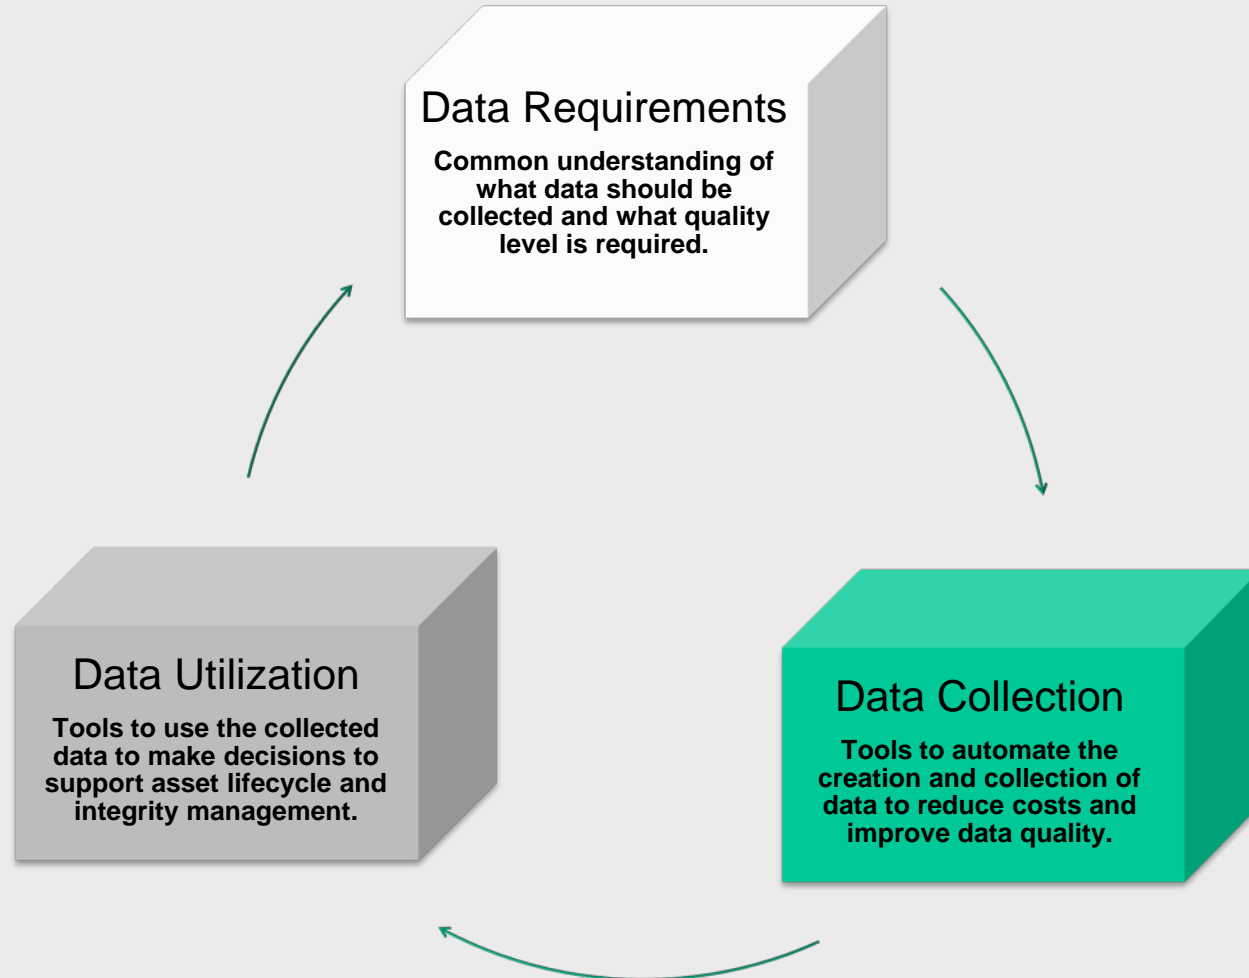 Data Requirements
Common understanding of
what data should be
collected and what quality
level is required.
Data Utilization
Tools to use the collected
data to make decisions to
support asset lifecycle and
integrity management.
Data Collection
Tools to automate the
creation and collection of
data to reduce costs and
improve data quality.